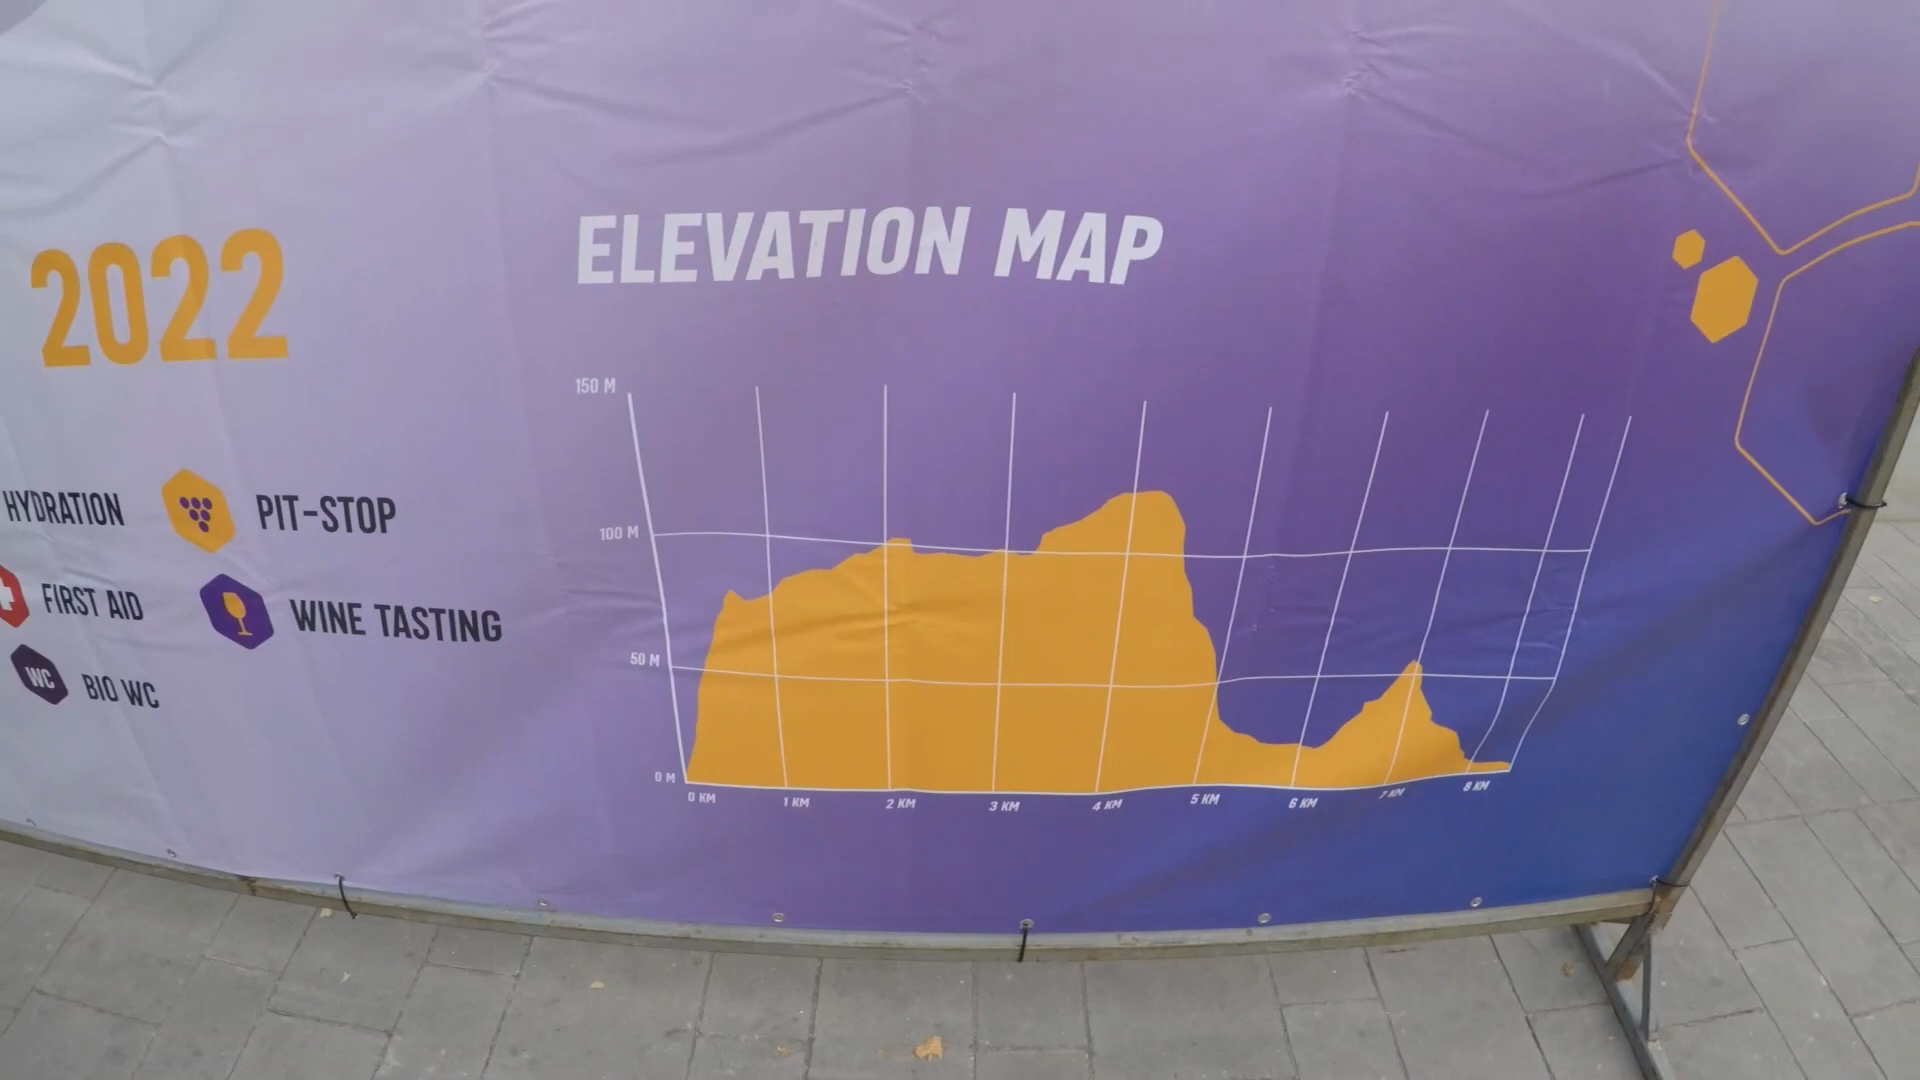 2022
HYDRATION
PIT-STOP
FIRST AID
WINE TASTING
WC
BIO WC
ELEVATION MAP
150 M
100 M
50 M
0 M
0 KM
1 KM
2 KM
3 KM
4 KM
5 KM
6 KM
7 KM
8 KM